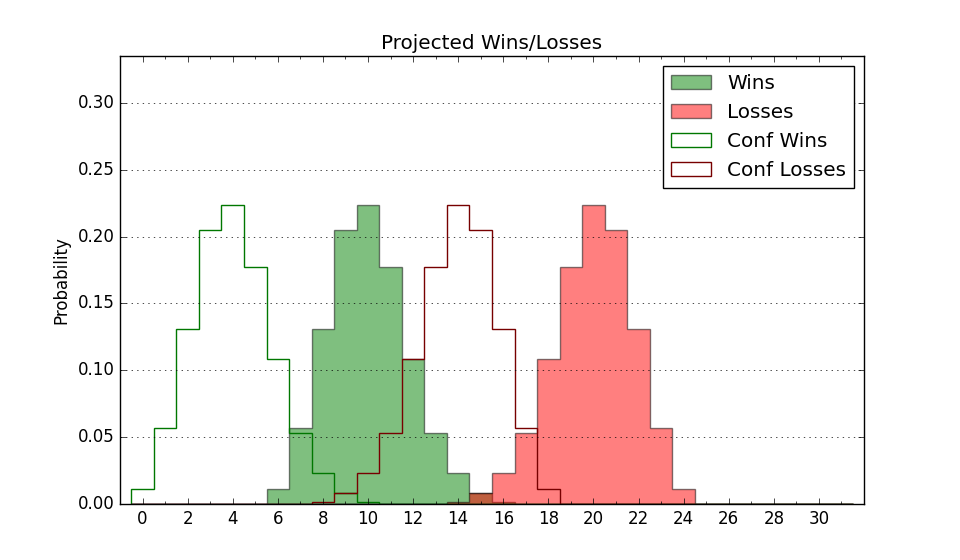 Projected Wins/Losses
Wins
Losses
Conf Wins
Conf Losses
Probability
0.30
0.25
0.20
0.15
0.10
0.05
0.00
0 2 4 6 8 10 12 14 16 18 20 22 24 26 28 30